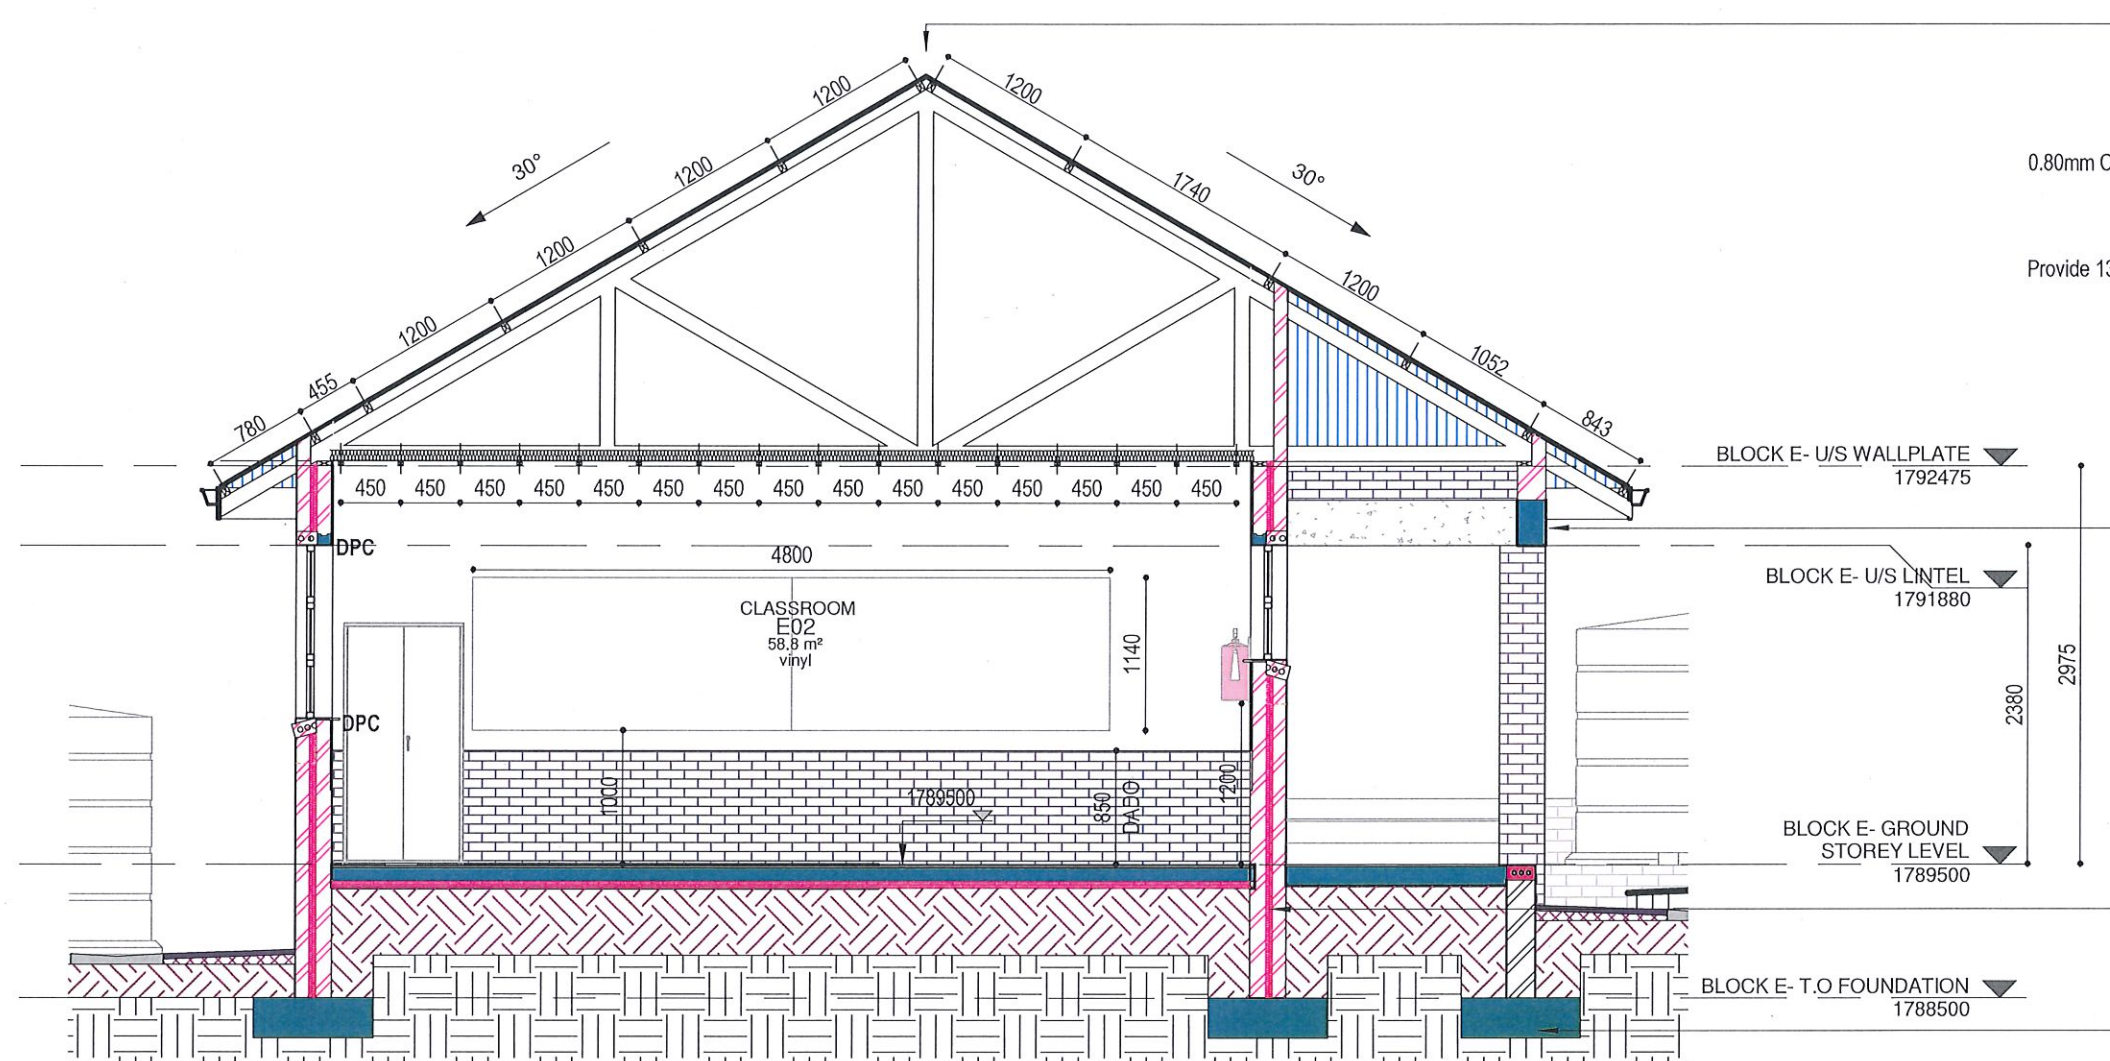 1200
1200
1200
1200
455
780
30°
1200
1740
1200
1052
843
30°
0.80mm
Provide
BLOCK E- U/S WALLPLATE
1792475
450 450 450 450 450 450 450 450 450 450 450 450 450 450 450
DPC
4800
BLOCK E- U/S LINTEL
1791880
CLASSROOM
E02
58.8 m²
vinyl
1140
2975
2380
DPC
1000
1789500
850
DADO
1200
BLOCK E- GROUND
STOREY LEVEL
1789500
BLOCK E- T.O FOUNDATION
1788500